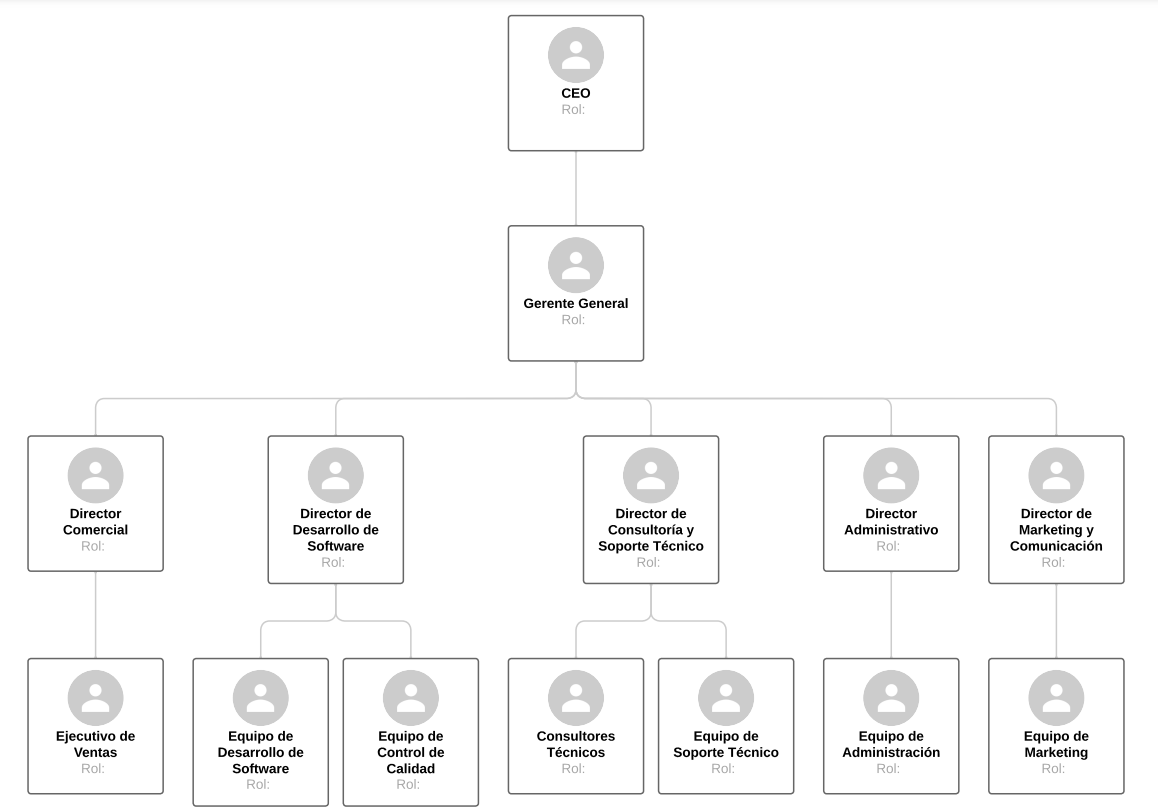 CEO
Rol:
Gerente General
Rol:
Director
Comercial
Rol:
Director de
Desarrollo de
Software
Rol:
Director de
Consultoría y
Soporte Técnico
Rol:
Director
Administrativo
Rol:
Director de
Marketing y
Comunicación
Rol:
Ejecutivo de
Ventas
Rol:
Equipo de
Desarrollo de
Software
Rol:
Equipo de
Control de
Calidad
Rol:
Consultores
Técnicos
Rol:
Equipo de
Soporte Técnico
Rol:
Equipo de
Administración
Rol:
Equipo de
Marketing
Rol: